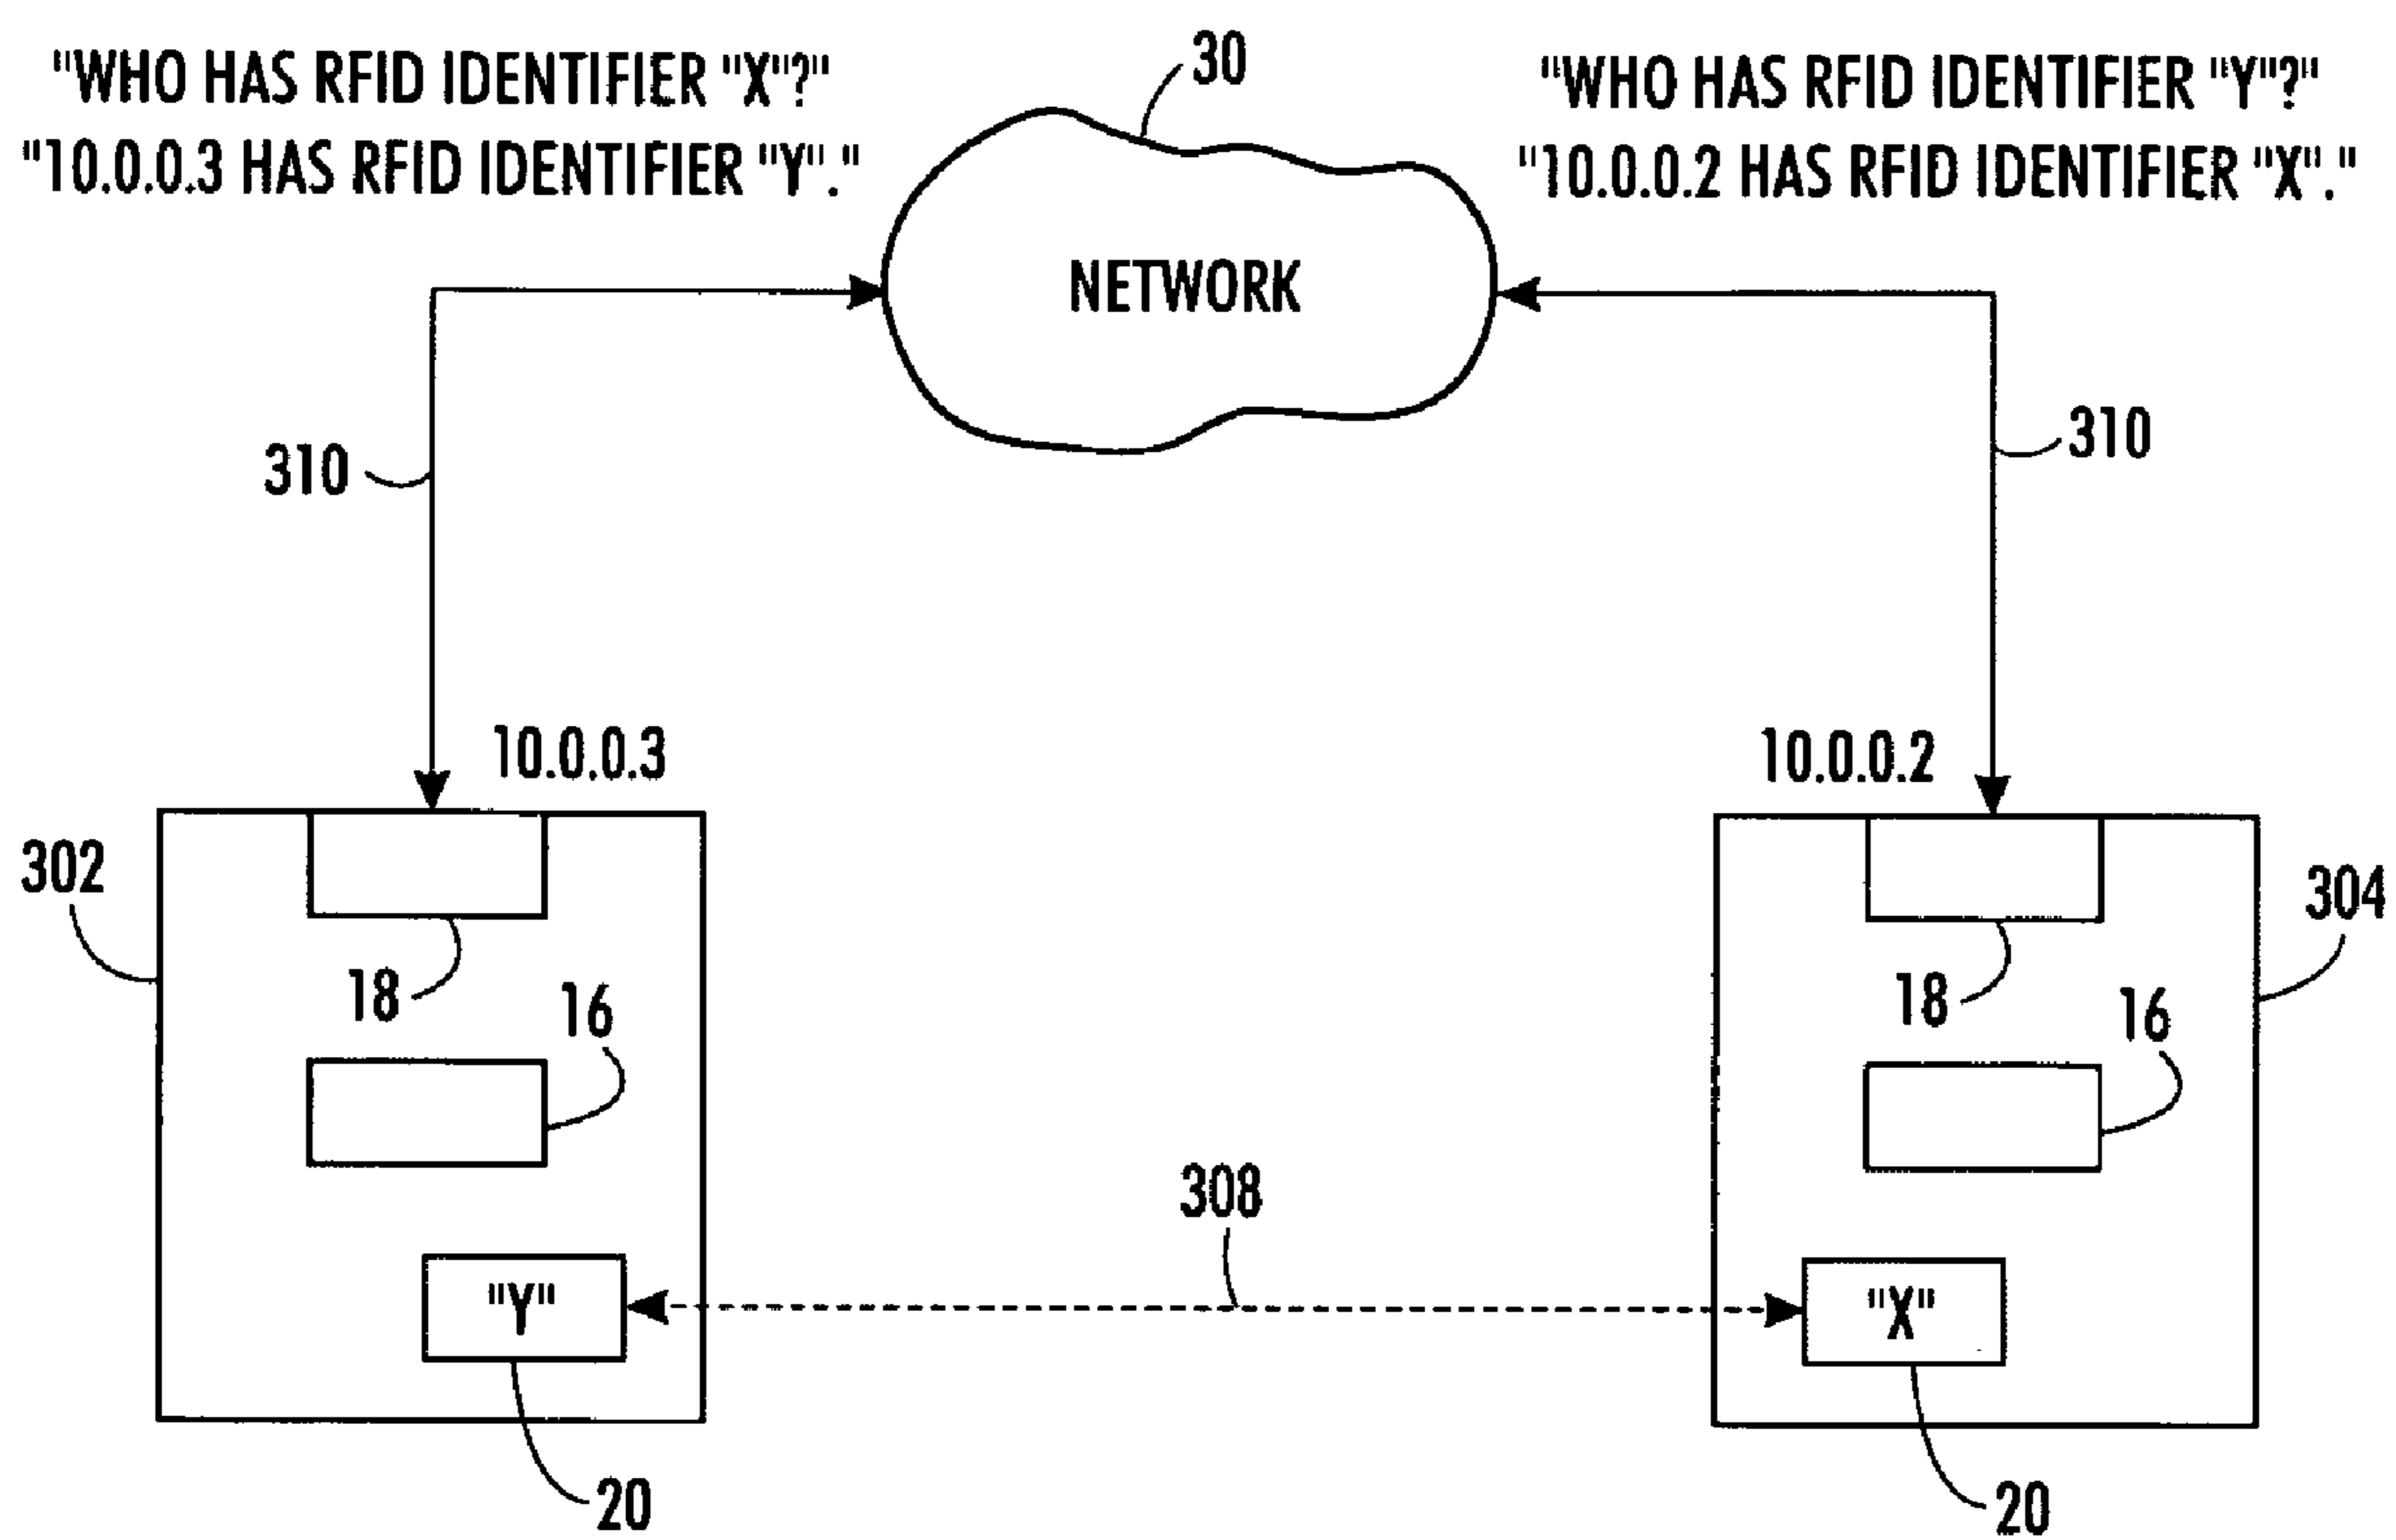 30
"WHO HAS RFID IDENTIFIER "X"?"
"10.0.0.3 HAS RFID IDENTIFIER "Y"."
"WHO HAS RFID IDENTIFIER "Y"?"
"10.0.0.2 HAS RFID IDENTIFIER "X"."
NETWORK
310
310
10.0.0.3
10.0.0.2
302
304
18
18
16
16
308
"Y"
"X"
20
20